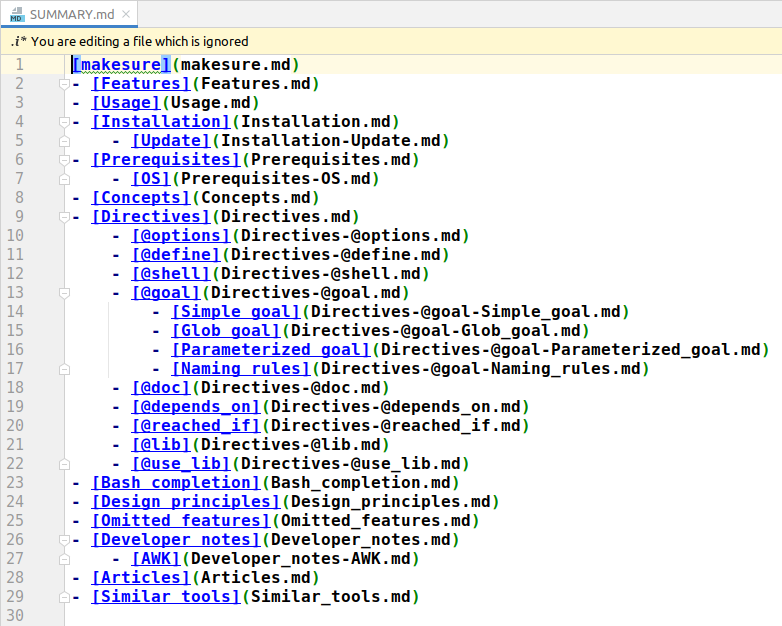 SUMMARY.md
.i* You are editing a file which is ignored
1 [makesure](makesure.md)
2 - [Features](Features.md)
3 - [Usage](Usage.md)
4 - [Installation](Installation.md)
5     - [Update](Installation-Update.md)
6 - [Prerequisites](Prerequisites.md)
7     - [OS](Prerequisites-OS.md)
8 - [Concepts](Concepts.md)
9 - [Directives](Directives.md)
10     - [@options](Directives-@options.md)
11     - [@define](Directives-@define.md)
12     - [@shell](Directives-@shell.md)
13     - [@goal](Directives-@goal.md)
14         - [Simple goal](Directives-@goal-Simple_goal.md)
15         - [Glob goal](Directives-@goal-Glob_goal.md)
16         - [Parameterized goal](Directives-@goal-Parameterized_goal.md)
17         - [Naming rules](Directives-@goal-Naming_rules.md)
18     - [@doc](Directives-@doc.md)
19     - [@depends_on](Directives-@depends_on.md)
20     - [@reached_if](Directives-@reached_if.md)
21     - [@lib](Directives-@lib.md)
22     - [@use_lib](Directives-@use_lib.md)
23 - [Bash completion](Bash_completion.md)
24 - [Design principles](Design_principles.md)
25 - [Omitted features](Omitted_features.md)
26 - [Developer notes](Developer_notes.md)
27     - [AWK](Developer_notes-AWK.md)
28 - [Articles](Articles.md)
29 - [Similar tools](Similar_tools.md)
30